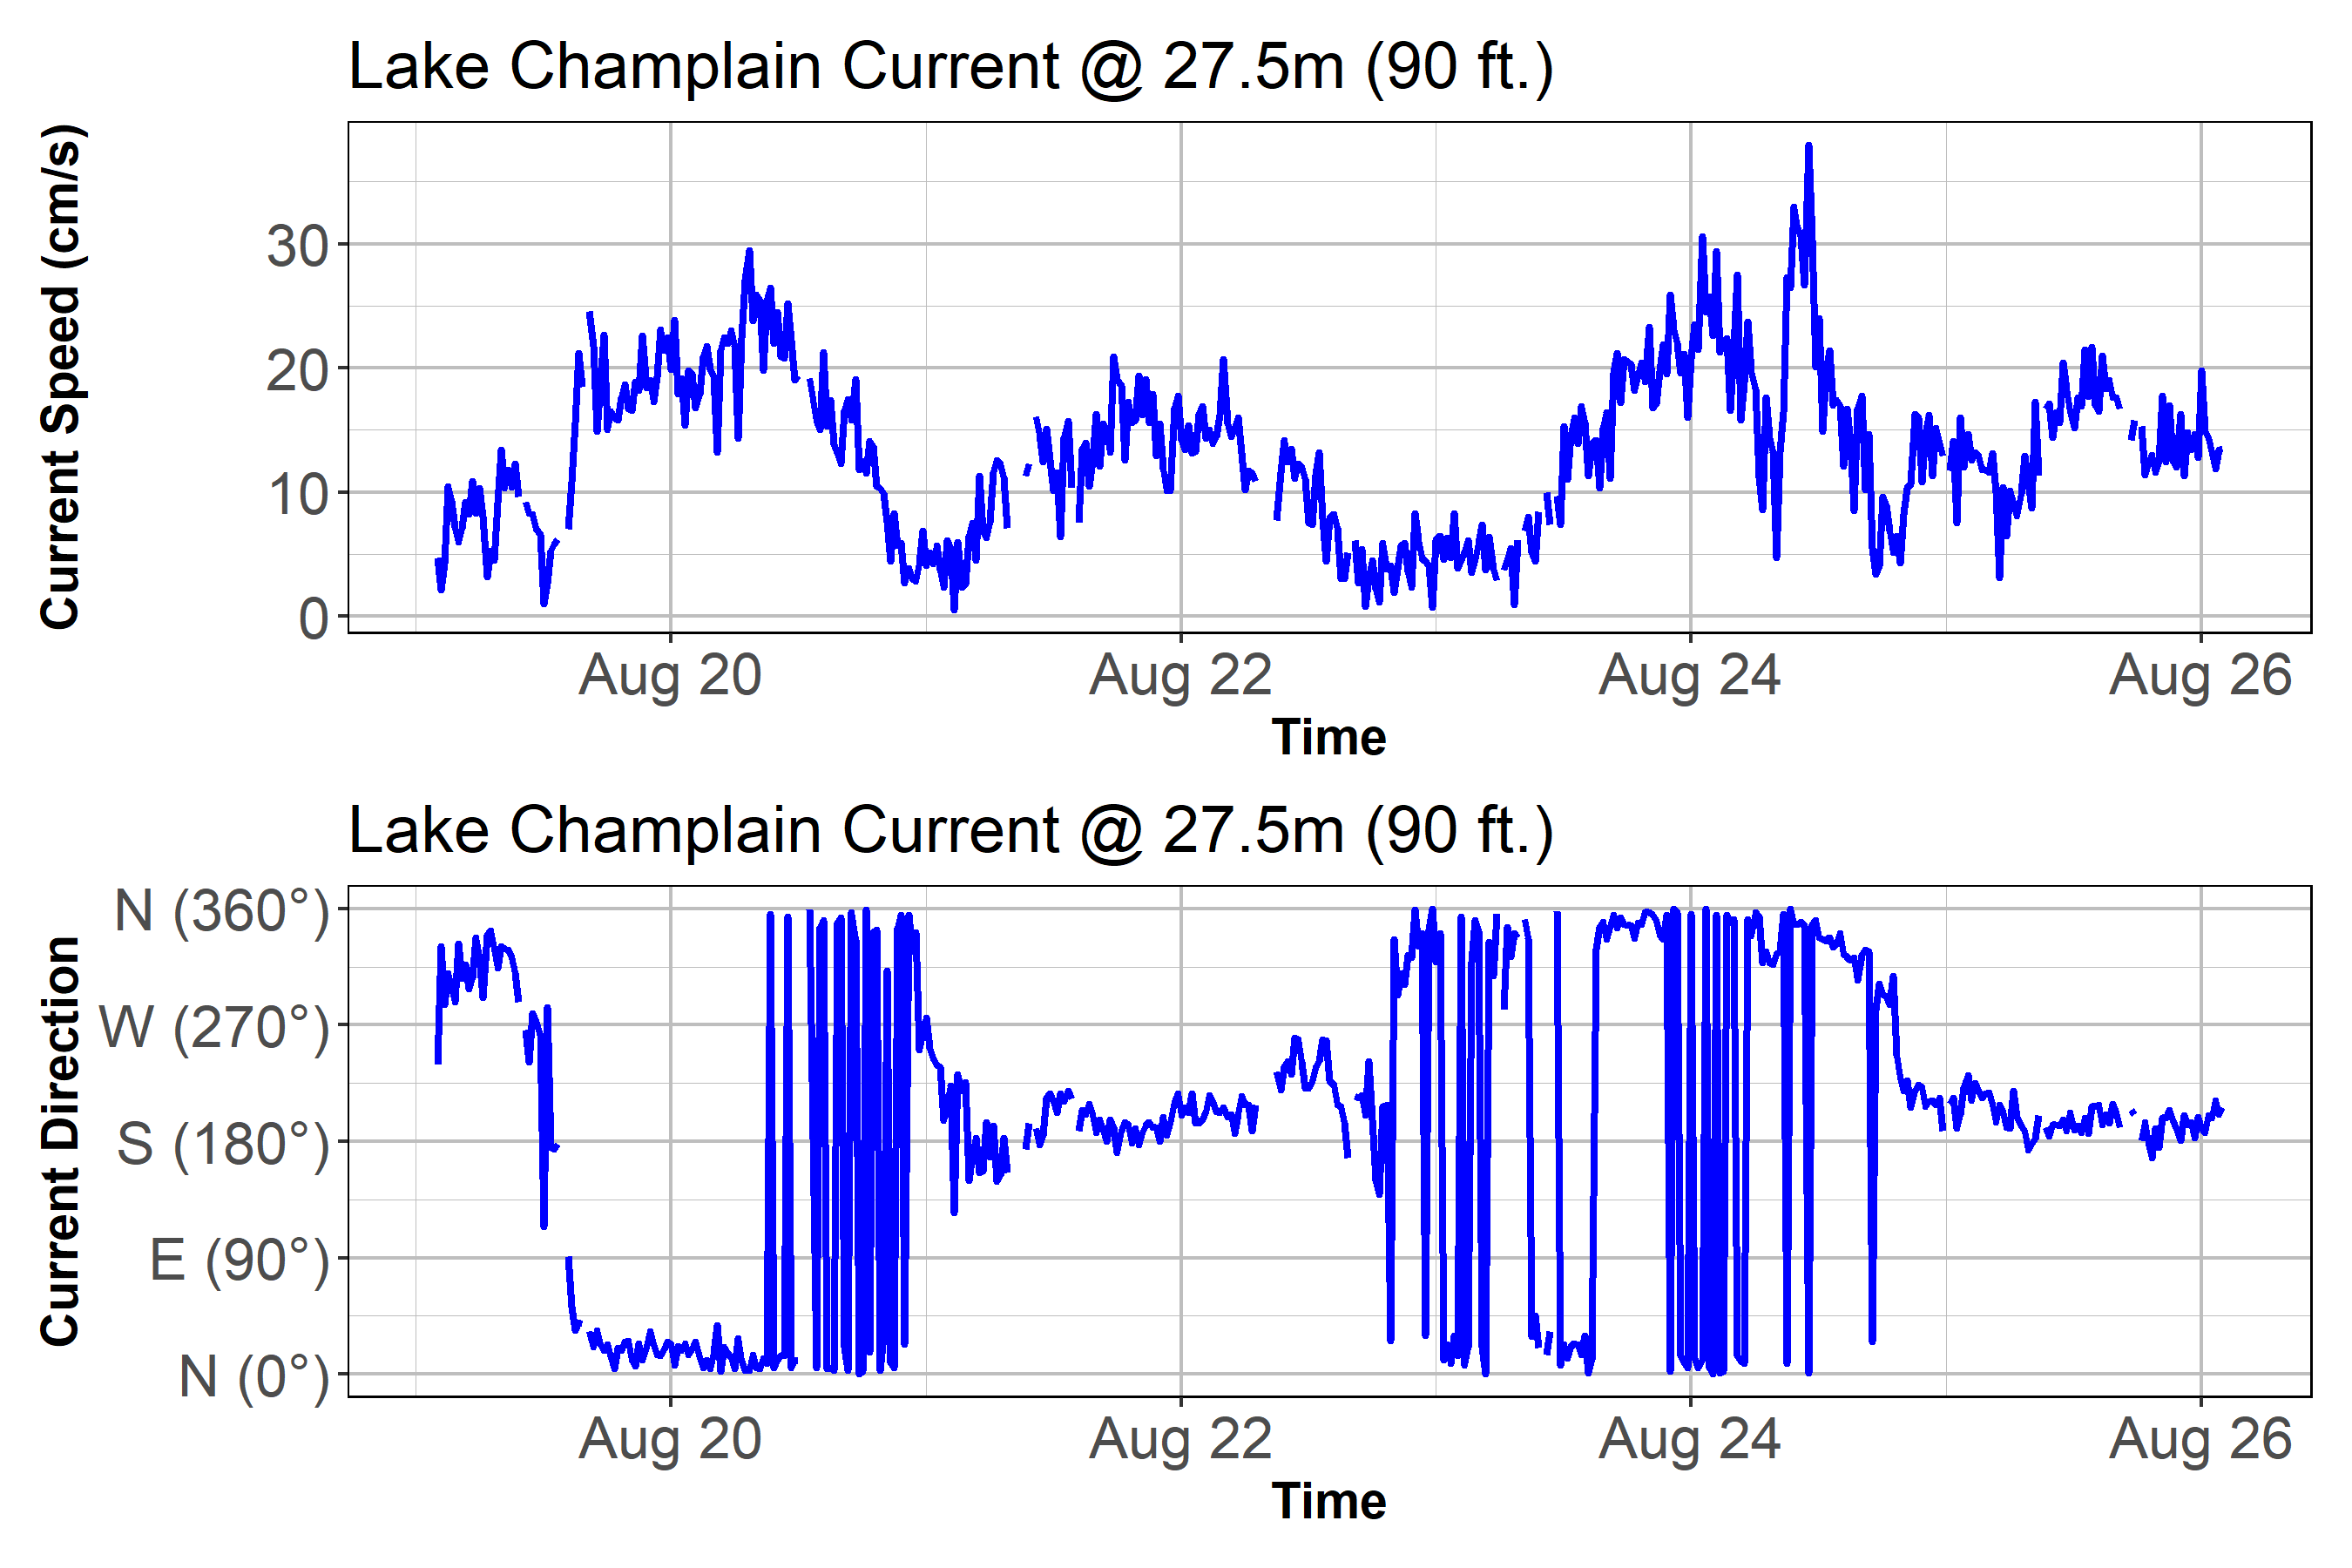 Lake Champlain Current @ 27.5m (90 ft.)
Current Speed (cm/s)
30
20
10
0
Aug 20 Aug 22 Aug 24 Aug 26
Time
Lake Champlain Current @ 27.5m (90 ft.)
Current Direction
N (360°)
W (270°)
S (180°)
E (90°)
N (0°)
Aug 20 Aug 22 Aug 24 Aug 26
Time